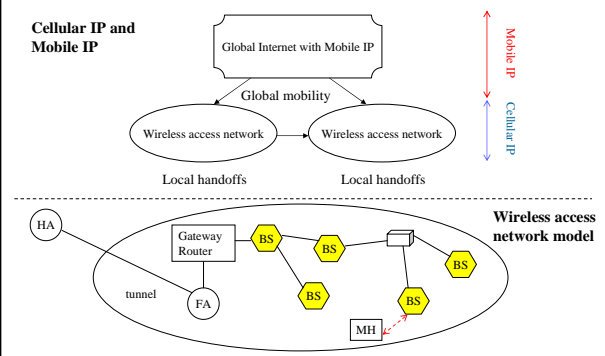 Cellular IP and
Mobile IP
Global Internet with Mobile IP
Mobile IP
Global mobility
Wireless access network
Wireless access network
Cellular IP
Local handoffs
Local handoffs
Wireless access
network model
HA
Gateway
Router
BS
BS
BS
BS
BS
tunnel
FA
MH